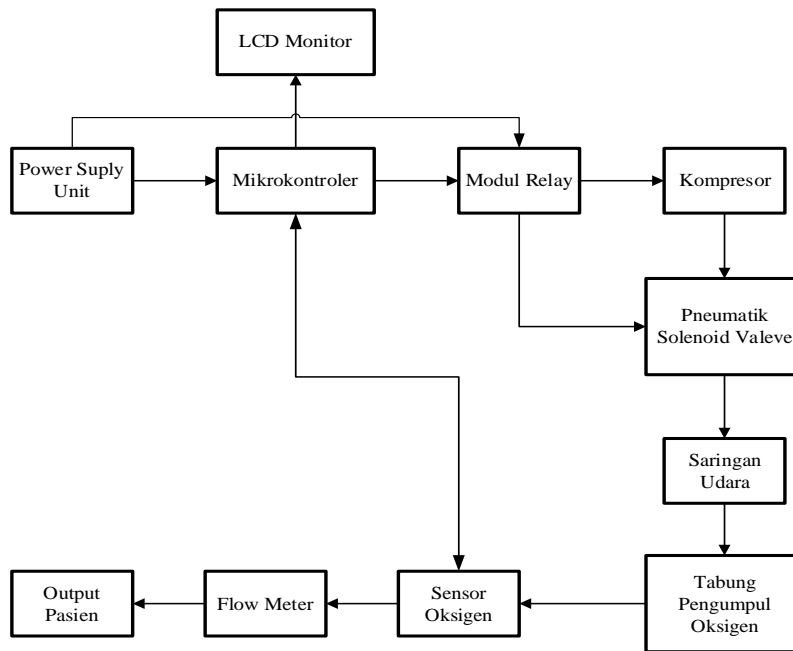 LCD Monitor
Power Suply
Unit
Mikrokontroler
Modul Relay
Kompresor
Pneumatik
Solenoid Valeve
Saringan
Udara
Output
Pasien
Flow Meter
Sensor
Oksigen
Tabung
Pengumpul
Oksigen